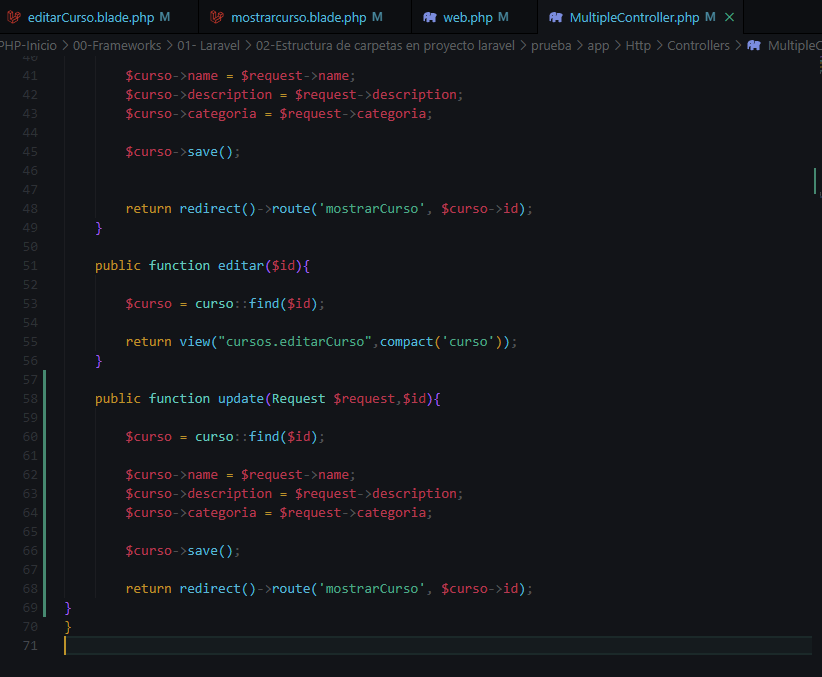 editarCurso.blade.php M mostrarcurso.blade.php M web.php M MultipleController.php M
PHP-Inicio > 00-Frameworks > 01- Laravel > 02-Estructura de carpetas en proyecto laravel > prueba > app > Http > Controllers > MultipleC
40
41 $curso->name = $request->name;
42 $curso->description = $request->description;
43 $curso->categoria = $request->categoria;
44
45 $curso->save();
46
47
48 return redirect()->route('mostrarCurso', $curso->id);
49 }
50
51 public function editar($id){
52
53 $curso = curso::find($id);
54
55 return view("cursos.editarCurso",compact('curso'));
56 }
57
58 public function update(Request $request,$id){
59
60 $curso = curso::find($id);
61
62 $curso->name = $request->name;
63 $curso->description = $request->description;
64 $curso->categoria = $request->categoria;
65
66 $curso->save();
67
68 return redirect()->route('mostrarCurso', $curso->id);
69 }
70 }
71